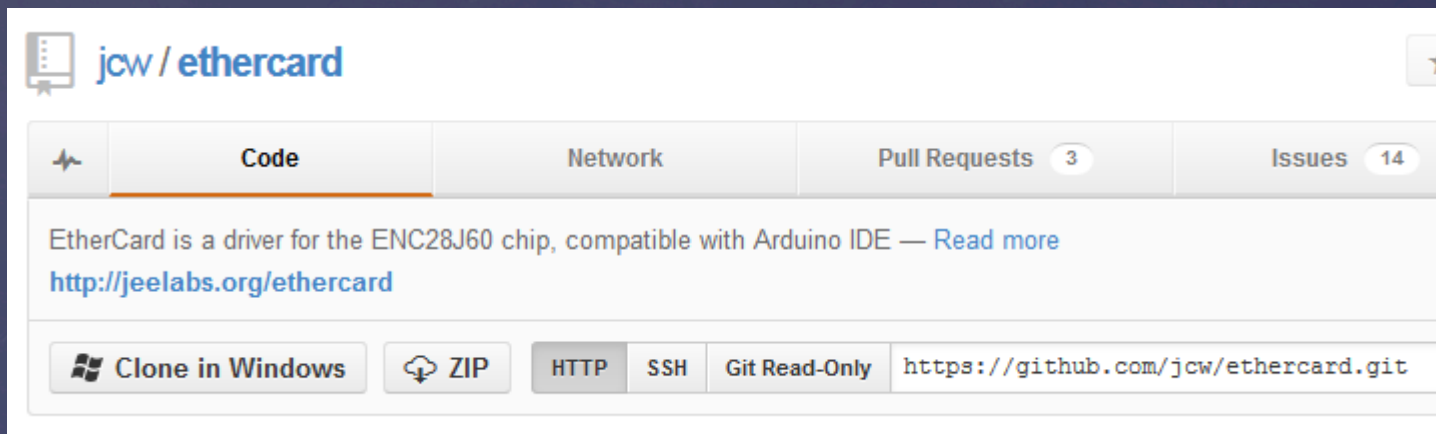 jcw / ethercard
Code Network Pull Requests 3 Issues 14
EtherCard is a driver for the ENC28J60 chip, compatible with Arduino IDE — Read more
http://jeelabs.org/ethercard
Clone in Windows ZIP HTTP SSH Git Read-Only https://github.com/jcw/ethercard.git